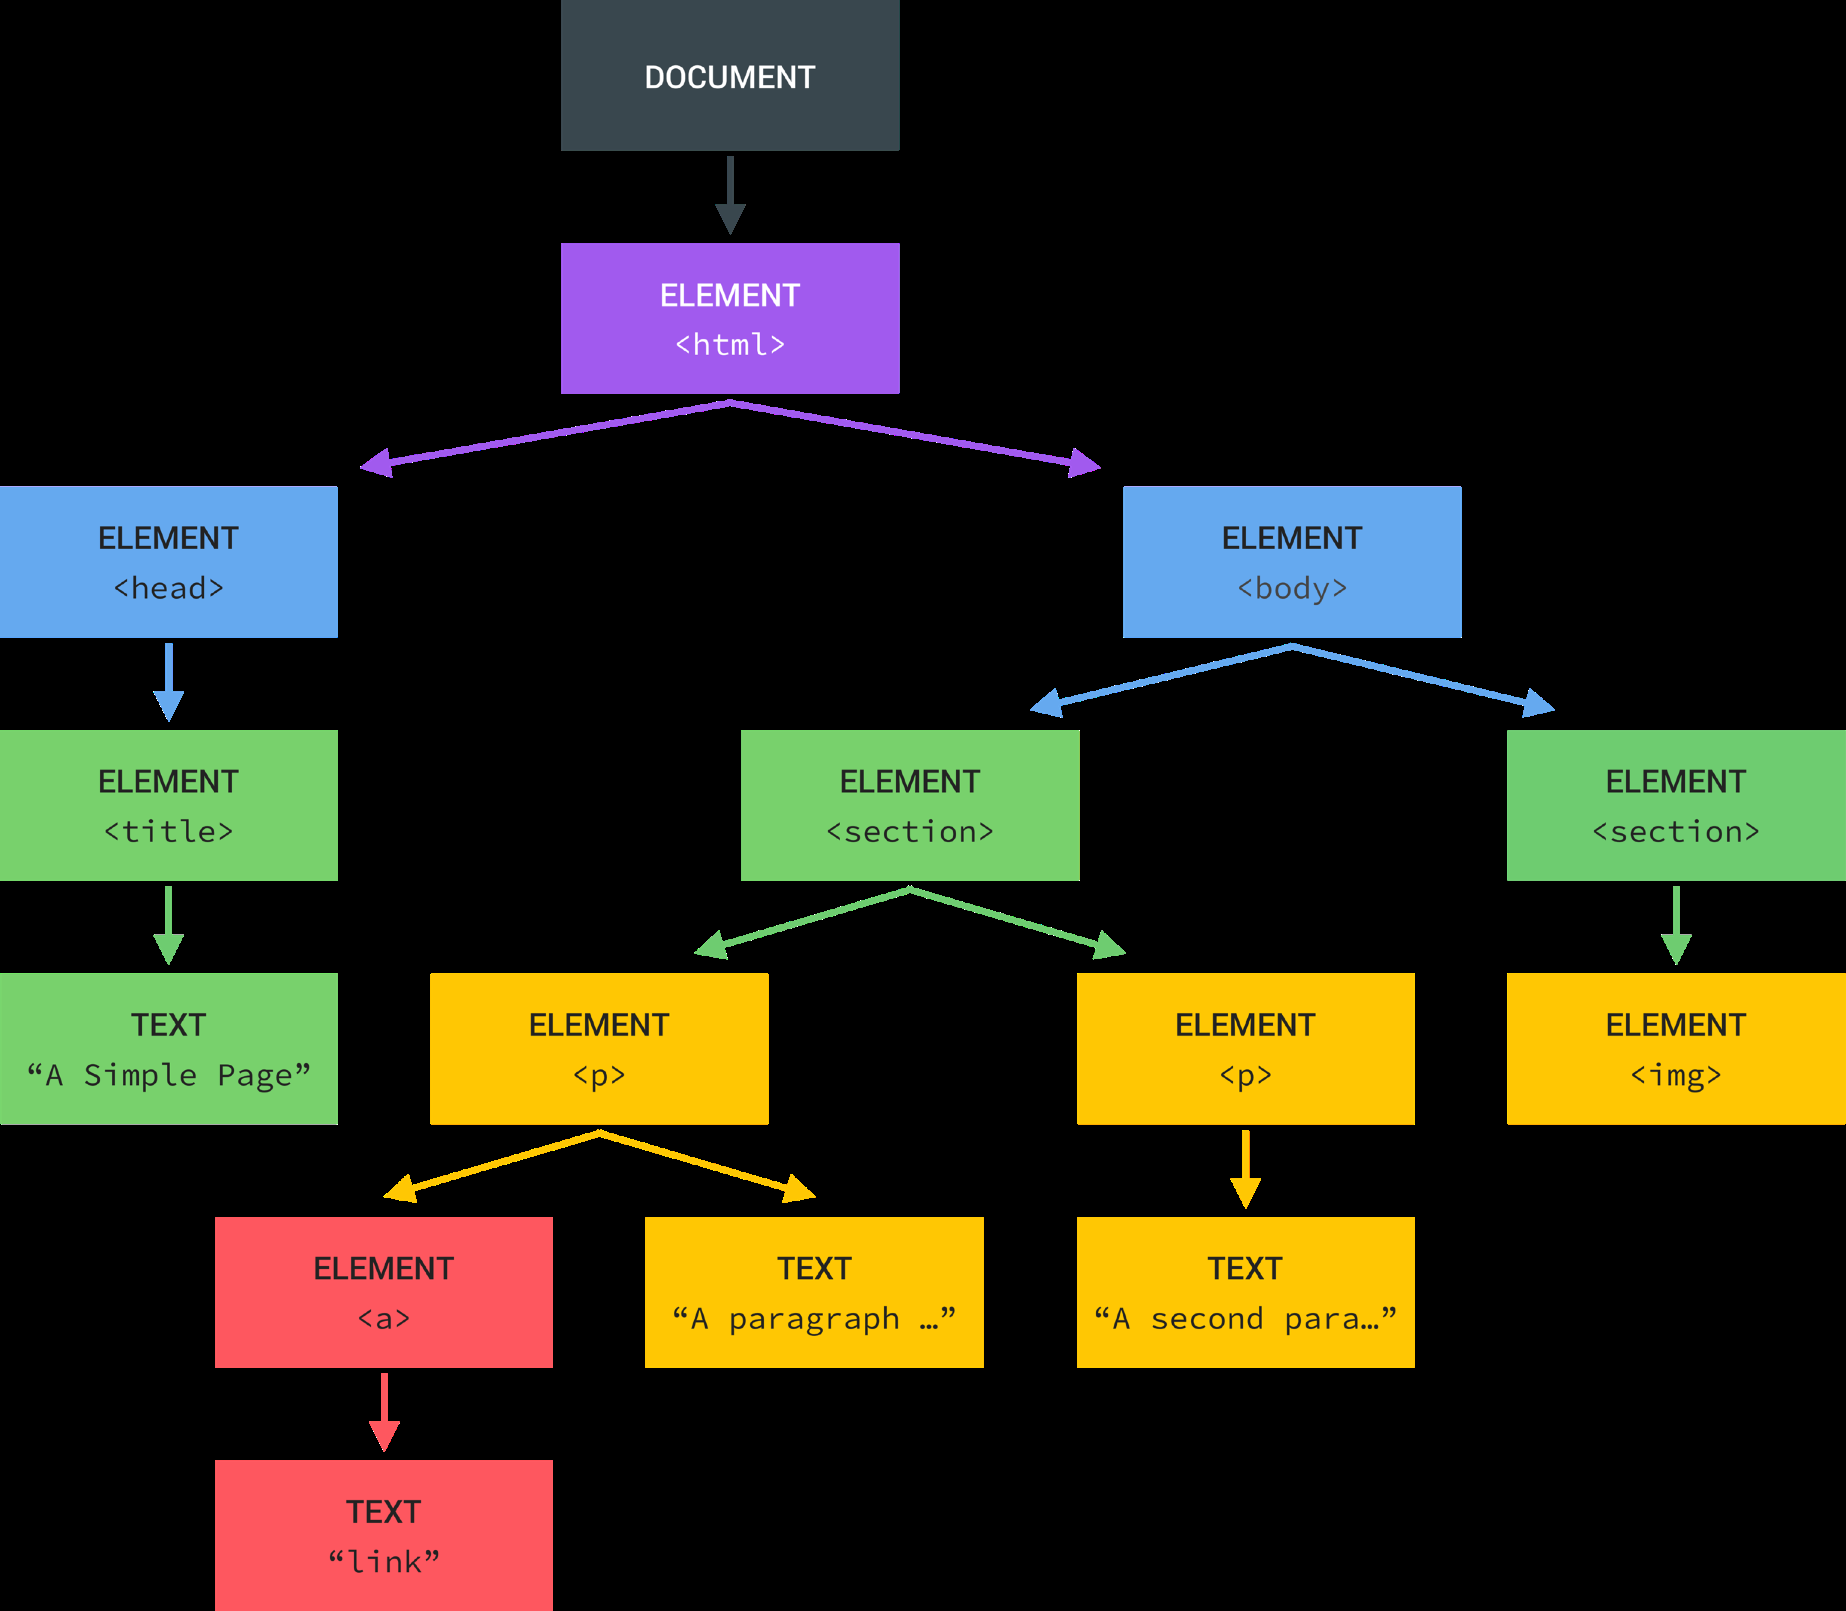 DOCUMENT
ELEMENT
<html>
ELEMENT
<head>
ELEMENT
<body>
ELEMENT
<title>
ELEMENT
<section>
ELEMENT
<section>
TEXT
“A Simple Page”
ELEMENT
<p>
ELEMENT
<p>
ELEMENT
<img>
ELEMENT
<a>
TEXT
“A paragraph …”
TEXT
“A second para…”
TEXT
“link”